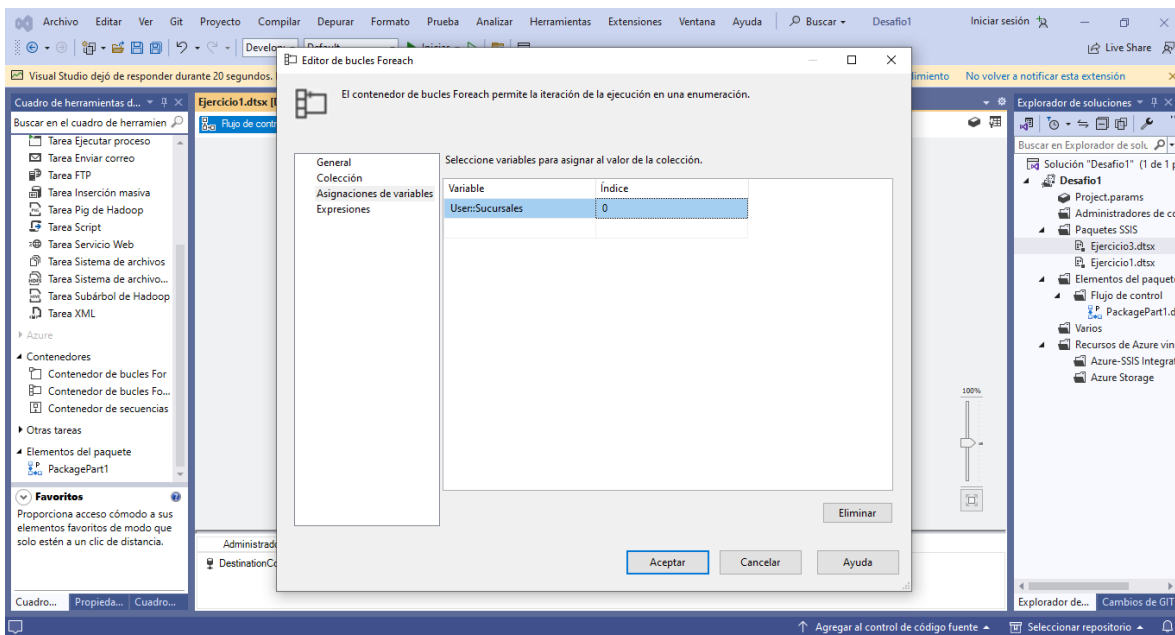 Archivo Editar Ver Git Proyecto Compilar Depurar Formato Prueba Analizar Herramientas Extensiones Ventana Ayuda Buscar Desafio1 Iniciar sesión
Develop Default Iniciar Live Share
Visual Studio dejó de responder durante 20 segundos. imiento No volver a notificar esta extensión
Cuadro de herramientas d...
Buscar en el cuadro de herramien
Tarea Ejecutar proceso
Tarea Enviar correo
Tarea FTP
Tarea Inserción masiva
Tarea Pig de Hadoop
Tarea Script
Tarea Servicio Web
Tarea Sistema de archivos
Tarea Sistema de archivo...
Tarea Subárbol de Hadoop
Tarea XML
Azure
Contenedores
Contenedor de bucles For
Contenedor de bucles Fo...
Contenedor de secuencias
Otras tareas
Elementos del paquete
PackagePart1
Favoritos
Proporciona acceso cómodo a sus
elementos favoritos de modo que
solo estén a un clic de distancia.
Cuadro... Propieda... Cuadro...
Ejercicio1.dtsx [D
Flujo de contr
Administrado
DestinationCo
100%
Editor de bucles Foreach
El contenedor de bucles Foreach permite la iteración de la ejecución en una enumeración.
General
Colección
Asignaciones de variables
Expresiones
Seleccione variables para asignar al valor de la colección.
Variable Índice
User::Sucursales 0
Eliminar
Aceptar Cancelar Ayuda
Explorador de soluciones
Buscar en Explorador de solu
Solución "Desafio1" (1 de 1 p
Desafio1
Project.params
Administradores de co
Paquetes SSIS
Ejercicio3.dtsx
Ejercicio1.dtsx
Elementos del paquete
Flujo de control
PackagePart1.d
Varios
Recursos de Azure vin
Azure-SSIS Integrat
Azure Storage
Explorador de... Cambios de GIT
Agregar al control de código fuente Seleccionar repositorio